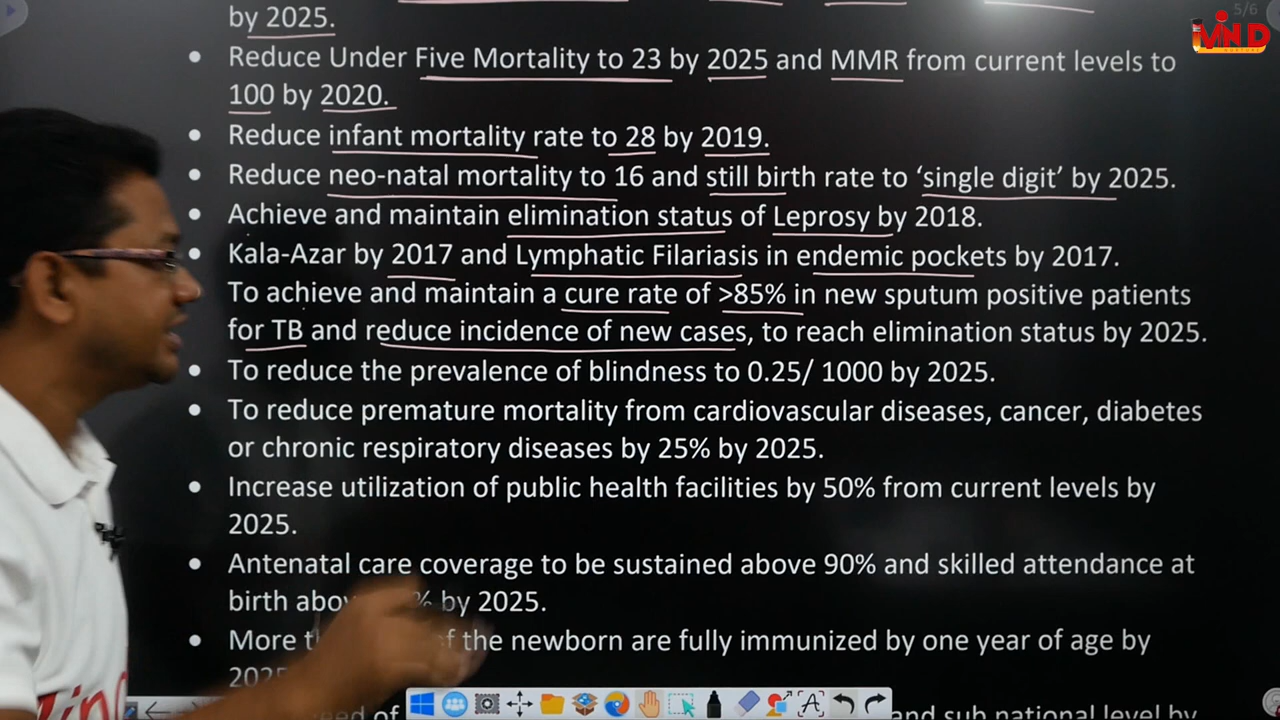 5/6
MIND
by 2025.
• Reduce Under Five Mortality to 23 by 2025 and MMR from current levels to
100 by 2020.
• Reduce infant mortality rate to 28 by 2019.
• Reduce neo-natal mortality to 16 and still birth rate to ‘single digit’ by 2025.
• Achieve and maintain elimination status of Leprosy by 2018.
• Kala-Azar by 2017 and Lymphatic Filariasis in endemic pockets by 2017.
To achieve and maintain a cure rate of >85% in new sputum positive patients
for TB and reduce incidence of new cases, to reach elimination status by 2025.
• To reduce the prevalence of blindness to 0.25/ 1000 by 2025.
• To reduce premature mortality from cardiovascular diseases, cancer, diabetes
or chronic respiratory diseases by 25% by 2025.
• Increase utilization of public health facilities by 50% from current levels by
2025.
• Antenatal care coverage to be sustained above 90% and skilled attendance at
birth % by 2025.
• More the newborn are fully immunized by one year of age by
2025
of and sub national level by